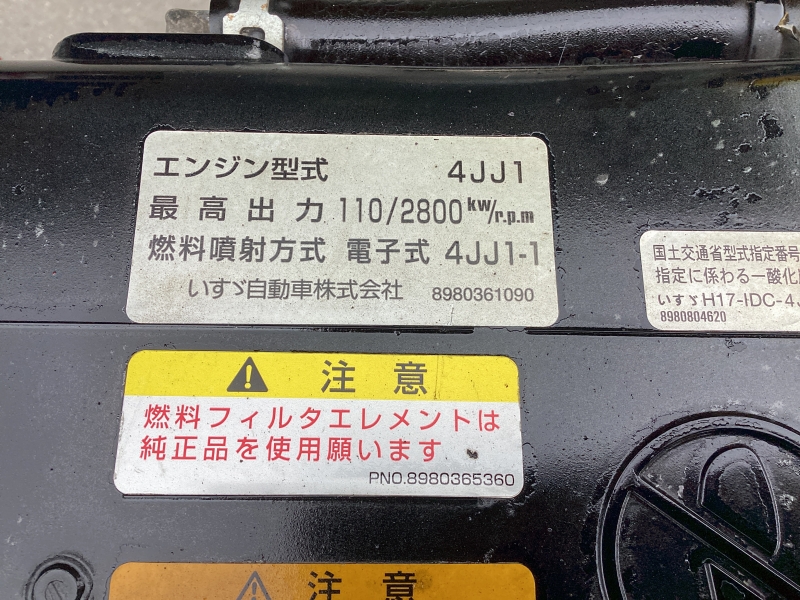 エンジン型式 4JJ1
最高出力 110/2800kw/r.p.m
燃料噴射方式 電子式 4JJ1-1
いすゞ自動車株式会社 8980361090
国土交通省型式指定番号
指定に係わる一酸化
いすゞH17-IDC-4
8980804620
注意
燃料フィルタエレメントは
純正品を使用願います
PNO.8980365360
注意